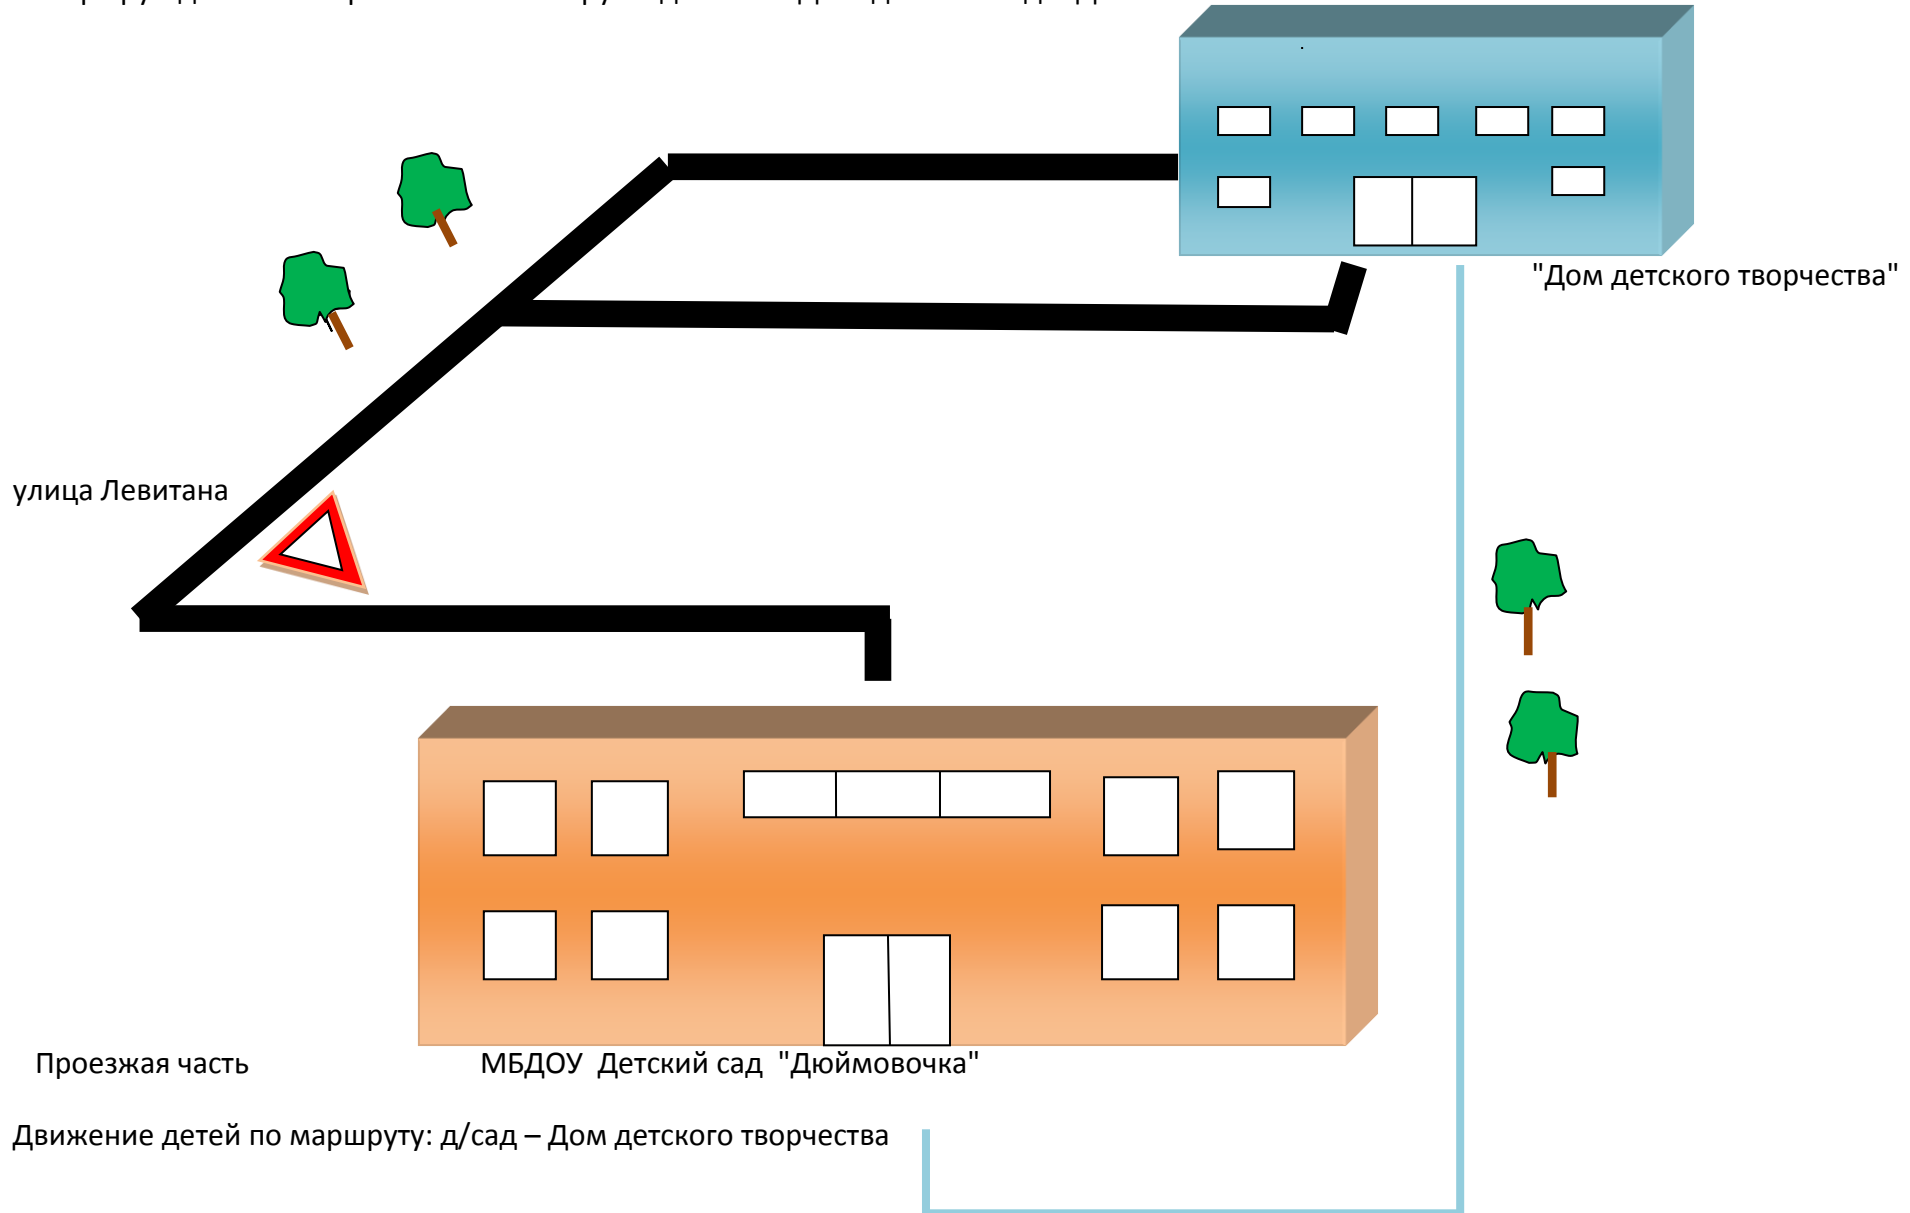 "Дом детского творчества"
улица Левитана
Проезжая часть
МБДОУ Детский сад "Дюймовочка"
Движение детей по маршруту: д/сад – Дом детского творчества